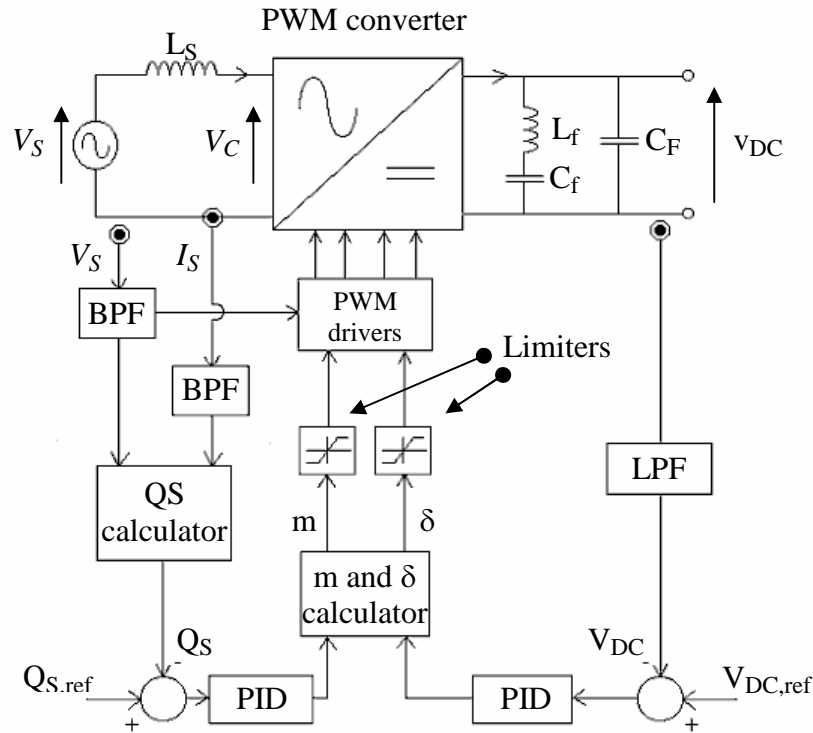 PWM converter
L_S
V_S
V_C
L_f
C_f
C_F
v_DC
V_S
I_S
BPF
PWM
drivers
Limiters
BPF
LPF
QS
calculator
m
δ
m and δ
calculator
Q_S
-
V_DC
-
Q_S,ref
+
PID
PID
+
V_DC,ref